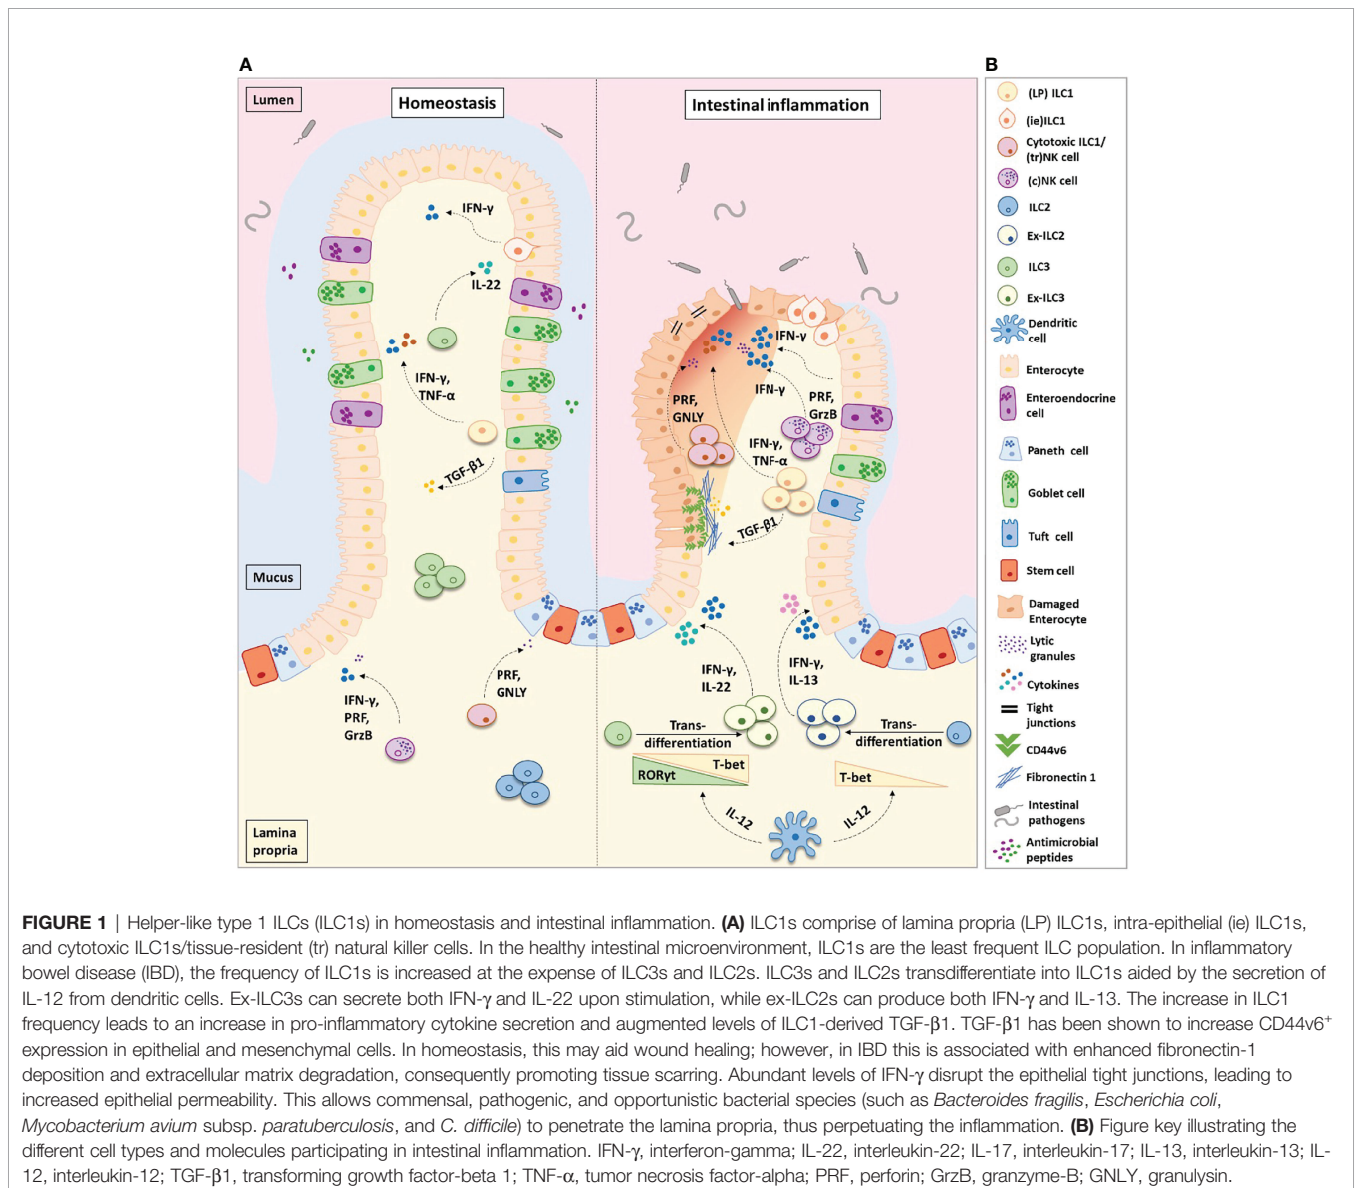 A
B
Lumen
Homeostasis
Intestinal inflammation
IFN-γ
IL-22
IFN-γ,
TNF-α
TGF-β1
Mucus
PRF,
GNLY
IFN-γ,
PRF,
GrzB
Lamina
propria
IFN-γ
IFN-γ
PRF,
GrzB
PRF,
GNLY
IFN-γ,
TNF-α
TGF-β1
IFN-γ,
IL-22
IFN-γ,
IL-13
Trans-
differentiation
Trans-
differentiation
T-bet
RORγt
T-bet
IL-12
IL-12
(LP) ILC1
(ie)ILC1
Cytotoxic ILC1/
(tr)NK cell
(c)NK cell
ILC2
Ex-ILC2
ILC3
Ex-ILC3
Dendritic
cell
Enterocyte
Enteroendocrine
cell
Paneth cell
Goblet cell
Tuft cell
Stem cell
Damaged
Enterocyte
Lytic
granules
Cytokines
Tight
junctions
CD44v6
Fibronectin 1
Intestinal
pathogens
Antimicrobial
peptides
FIGURE 1 | Helper-like type 1 ILCs (ILC1s) in homeostasis and intestinal inflammation. (A) ILC1s comprise of lamina propria (LP) ILC1s, intra-epithelial (ie) ILC1s,
and cytotoxic ILC1s/tissue-resident (tr) natural killer cells. In the healthy intestinal microenvironment, ILC1s are the least frequent ILC population. In inflammatory
bowel disease (IBD), the frequency of ILC1s is increased at the expense of ILC3s and ILC2s. ILC3s and ILC2s transdifferentiate into ILC1s aided by the secretion of
IL-12 from dendritic cells. Ex-ILC3s can secrete both IFN-γ and IL-22 upon stimulation, while ex-ILC2s can produce both IFN-γ and IL-13. The increase in ILC1
frequency leads to an increase in pro-inflammatory cytokine secretion and augmented levels of ILC1-derived TGF-β1. TGF-β1 has been shown to increase CD44v6⁺
expression in epithelial and mesenchymal cells. In homeostasis, this may aid wound healing; however, in IBD this is associated with enhanced fibronectin-1
deposition and extracellular matrix degradation, consequently promoting tissue scarring. Abundant levels of IFN-γ disrupt the epithelial tight junctions, leading to
increased epithelial permeability. This allows commensal, pathogenic, and opportunistic bacterial species (such as Bacteroides fragilis, Escherichia coli,
Mycobacterium avium subsp. paratuberculosis, and C. difficile) to penetrate the lamina propria, thus perpetuating the inflammation. (B) Figure key illustrating the
different cell types and molecules participating in intestinal inflammation. IFN-γ, interferon-gamma; IL-22, interleukin-22; IL-17, interleukin-17; IL-13, interleukin-13; IL-
12, interleukin-12; TGF-β1, transforming growth factor-beta 1; TNF-α, tumor necrosis factor-alpha; PRF, perforin; GrzB, granzyme-B; GNLY, granulysin.